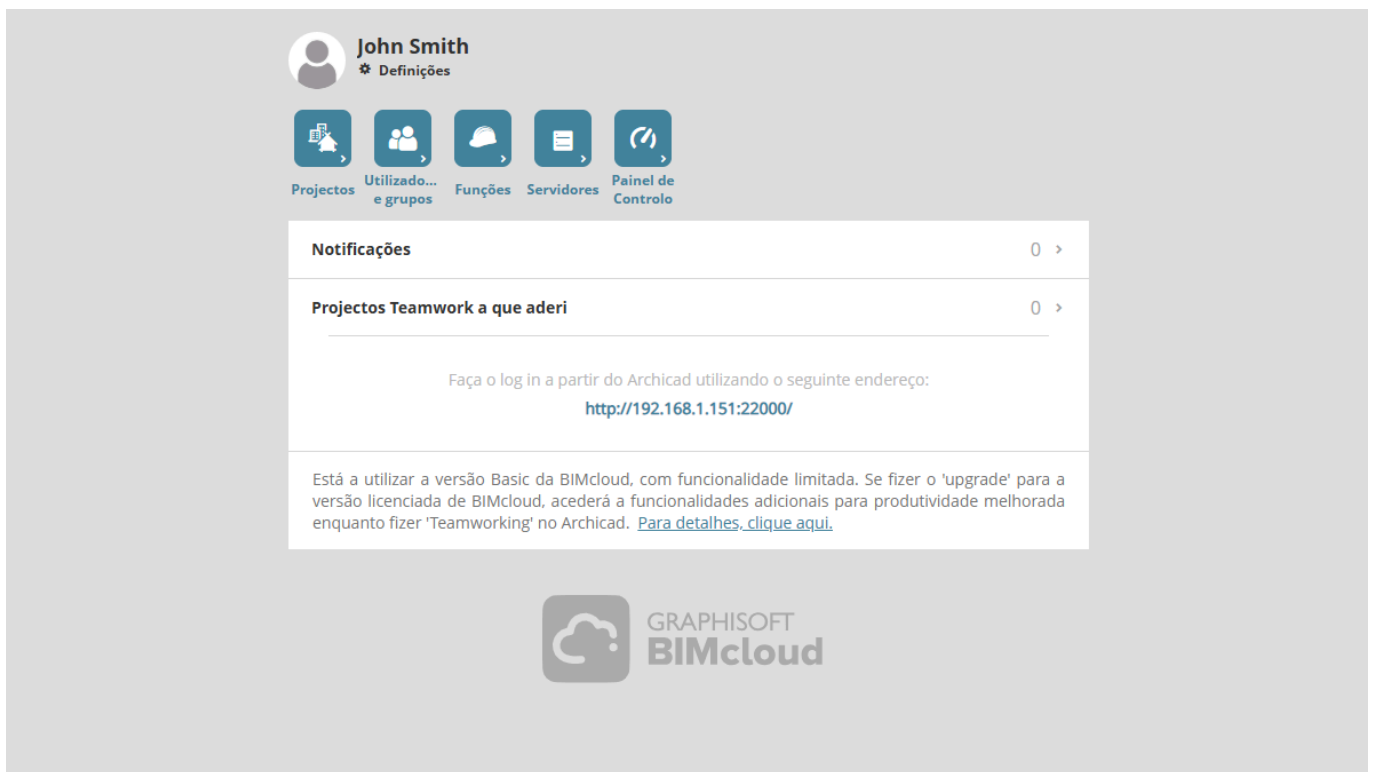 John Smith
Definições
Projectos
Utilizado...
e grupos
Funções
Servidores
Painel de
Controlo
Notificações 0
Projectos Teamwork a que aderi 0
Faça o log in a partir do Archicad utilizando o seguinte endereço:
http://192.168.1.151:22000/
Está a utilizar a versão Basic da BIMcloud, com funcionalidade limitada. Se fizer o 'upgrade' para a
versão licenciada de BIMcloud, acederá a funcionalidades adicionais para produtividade melhorada
enquanto fizer 'Teamworking' no Archicad. Para detalhes, clique aqui.
GRAPHISOFT
BIMcloud